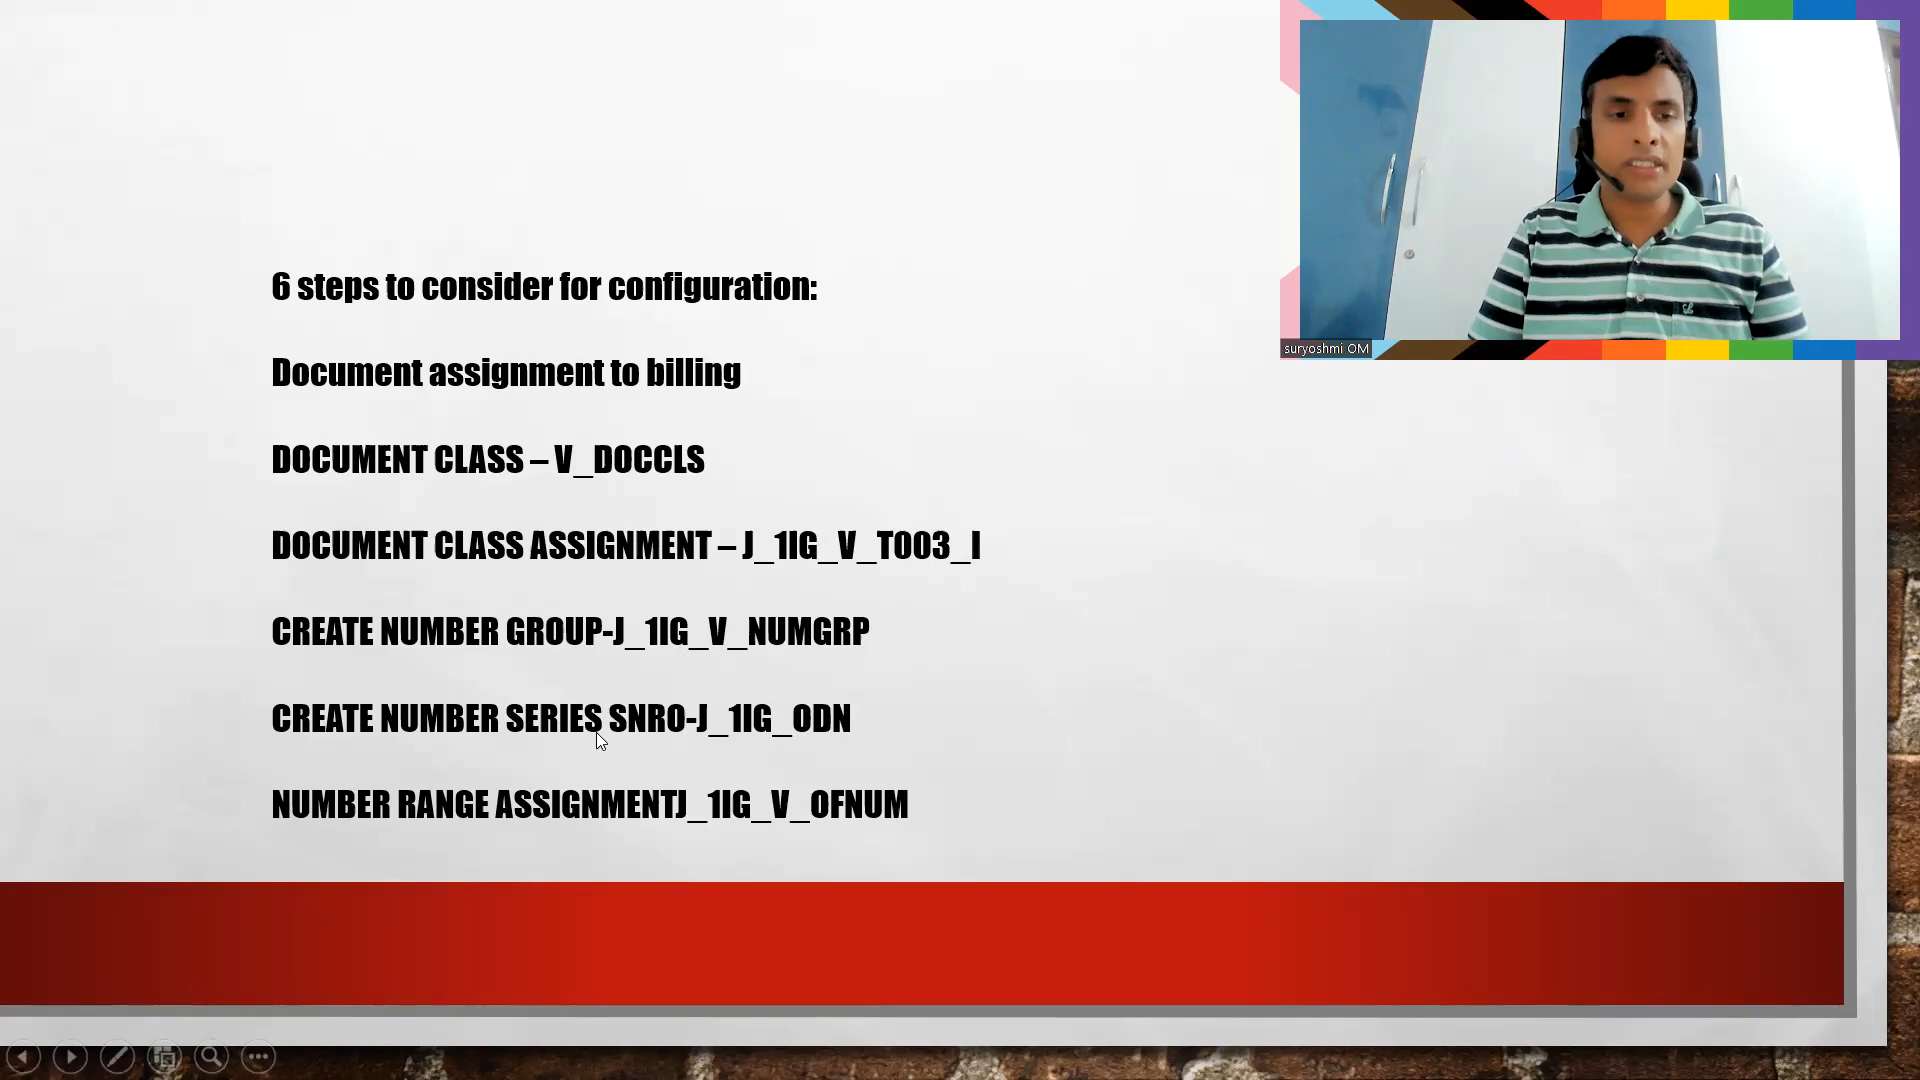 6 steps to consider for configuration:
Document assignment to billing
DOCUMENT CLASS – V_DOCCLS
DOCUMENT CLASS ASSIGNMENT – J_1IG_V_T003_I
CREATE NUMBER GROUP-J_1IG_V_NUMGRP
CREATE NUMBER SERIES SNRO-J_1IG_ODN
NUMBER RANGE ASSIGNMENTJ_1IG_V_OFNUM
suryoshmi OM